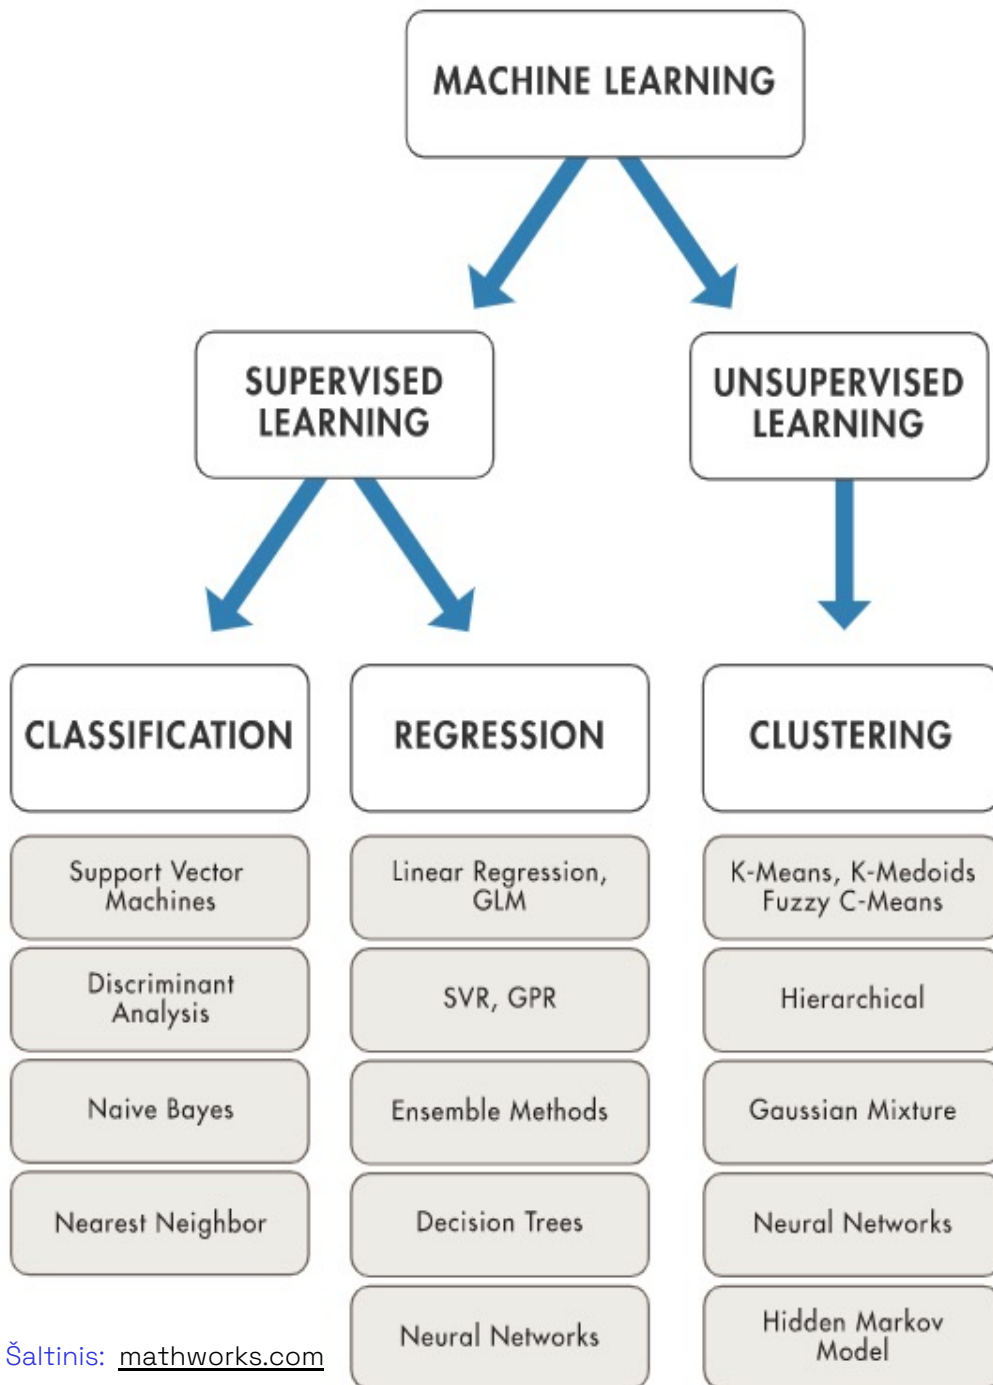 MACHINE LEARNING
SUPERVISED
LEARNING
UNSUPERVISED
LEARNING
CLASSIFICATION
Support Vector
Machines
Discriminant
Analysis
Naive Bayes
Nearest Neighbor
REGRESSION
Linear Regression,
GLM
SVR, GPR
Ensemble Methods
Decision Trees
Neural Networks
CLUSTERING
K-Means, K-Medoids
Fuzzy C-Means
Hierarchical
Gaussian Mixture
Neural Networks
Hidden Markov
Model
Šaltinis: mathworks.com